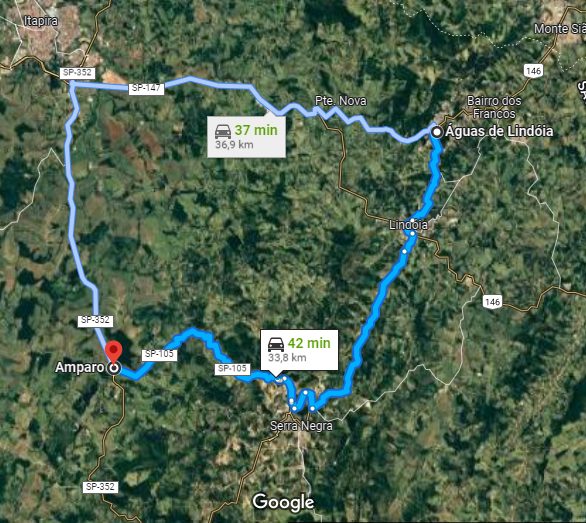 Itapira
Monte Siã
SP-352
146
SP-147
Pte. Nova
Bairro dos
Francos
37 min
36,9 km
Águas de Lindóia
Lindóia
146
SP-352
42 min
33,8 km
SP-105
Amparo
SP-105
Serra Negra
SP-352
Google